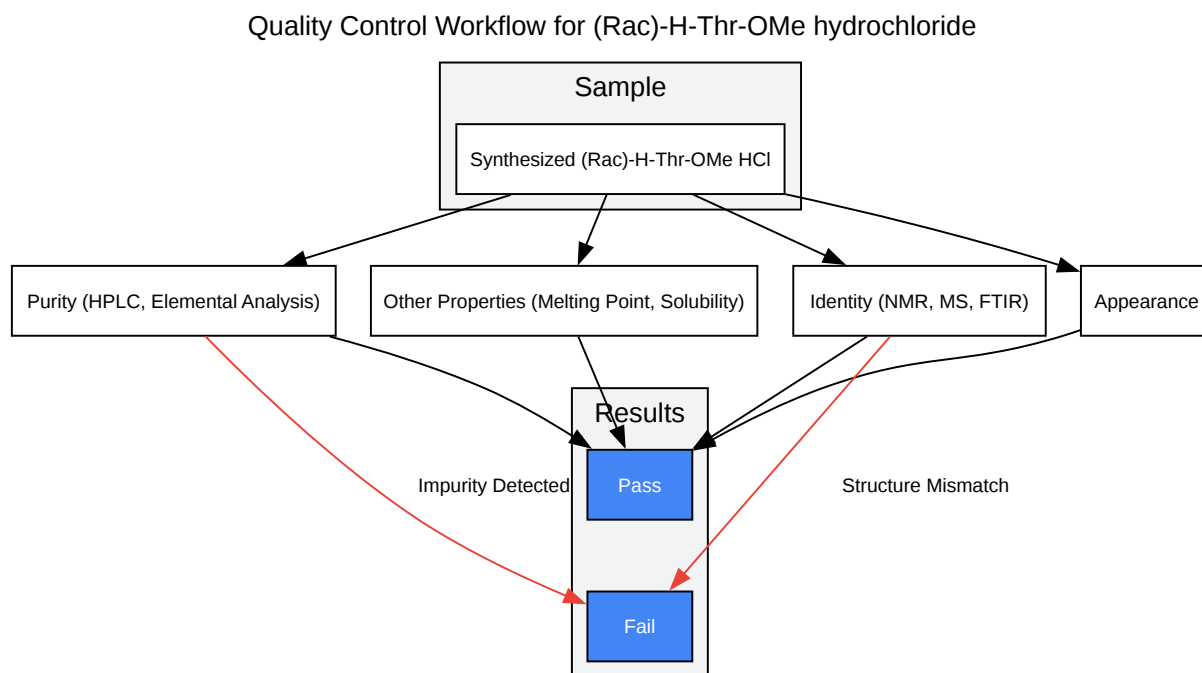 Quality Control Workflow for (Rac)-H-Thr-OMe hydrochloride
Sample
Synthesized (Rac)-H-Thr-OMe HCl
Purity (HPLC, Elemental Analysis)
Other Properties (Melting Point, Solubility)
Identity (NMR, MS, FTIR)
Appearance
Results
Pass
Impurity Detected
Structure Mismatch
Fail